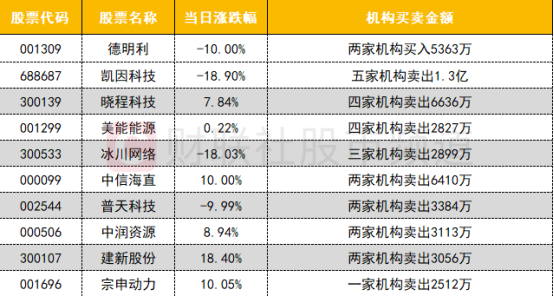 股票代码 股票名称 当日涨跌幅 机构买卖金额
001309 德明利 -10.00% 两家机构买入5363万
688687 凯因科技 -18.90% 五家机构卖出1.3亿
300139 晓程科技 7.84% 四家机构卖出6636万
001299 美能能源 0.22% 四家机构卖出2827万
300533 冰川网络 -18.03% 三家机构卖出2899万
000099 中信海直 10.00% 两家机构卖出6410万
002544 普天科技 -9.99% 两家机构卖出3384万
000506 中润资源 8.94% 两家机构卖出3113万
300107 建新股份 18.40% 两家机构卖出3056万
001696 宗申动力 10.05% 一家机构卖出2512万